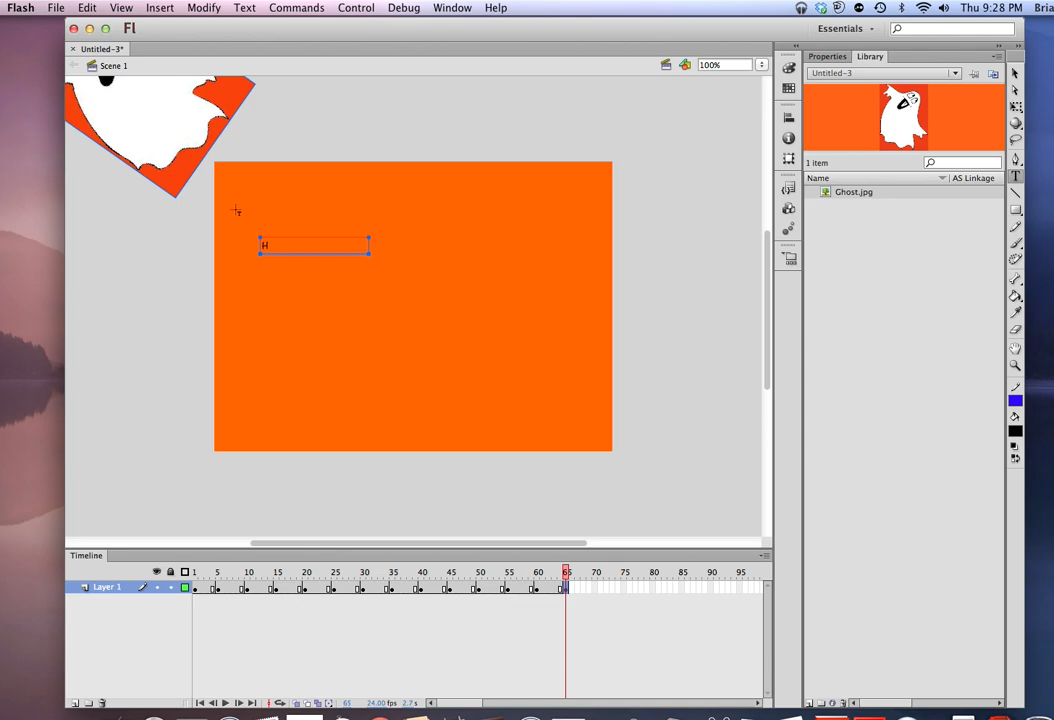 Flash File Edit View Insert Modify Text Commands Control Debug Window Help Thu 9:28 PM Bria
Fl Essentials
Untitled-3*
Scene 1 100%
Properties Library
Untitled-3
1 item
Name AS Linkage
Ghost.jpg
H
T
Timeline
1 5 10 15 20 25 30 35 40 45 50 55 60 65 70 75 80 85 90 95
Layer 1
65 24.00 fps 2.7 s